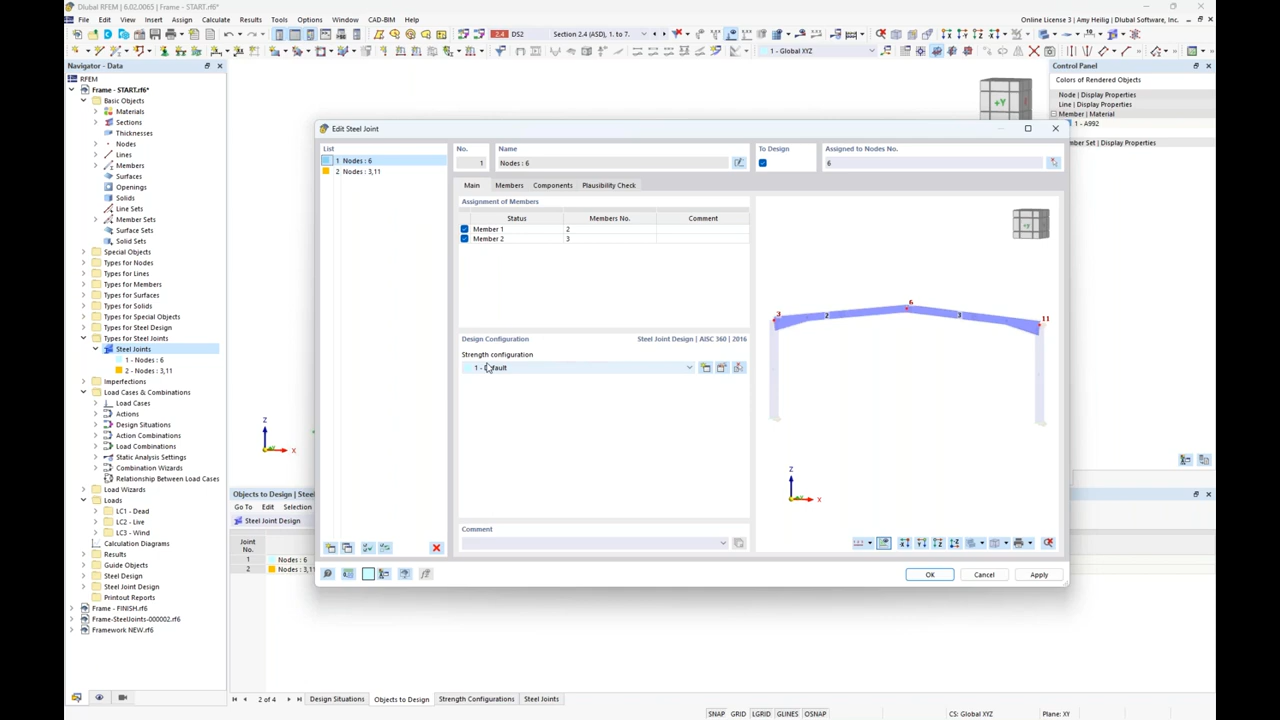 Dlubal RFEM | 6.02.0065 | Frame - START.rf6*
File Edit View Insert Assign Calculate Results Tools Options Window CAD-BIM Help
Online License 3 | Amy Heilig | Dlubal Software, Inc.
2.4 DS2 Section 2.4 (ASD), 1. to 7.
1 - Global XYZ
Navigator - Data
RFEM
Frame - START.rf6*
Basic Objects
Materials
Sections
Thicknesses
Nodes
Lines
Members
Surfaces
Openings
Solids
Line Sets
Member Sets
Surface Sets
Solid Sets
Special Objects
Types for Nodes
Types for Lines
Types for Members
Types for Surfaces
Types for Solids
Types for Special Objects
Types for Steel Design
Types for Steel Joints
Steel Joints
1 - Nodes : 6
2 - Nodes : 3,11
Imperfections
Load Cases & Combinations
Load Cases
Actions
Design Situations
Action Combinations
Load Combinations
Static Analysis Settings
Combination Wizards
Relationship Between Load Cases
Load Wizards
Loads
LC1 - Dead
LC2 - Live
LC3 - Wind
Calculation Diagrams
Results
Guide Objects
Steel Design
Steel Joint Design
Printout Reports
Frame - FINISH.rf6
Frame-SteelJoints-000002.rf6
Framework NEW.rf6
+Y
Control Panel
Colors of Rendered Objects
Node | Display Properties
Line | Display Properties
Member | Material
1 - A992
mber Set | Display Properties
Edit Steel Joint
List
1 Nodes : 6
2 Nodes : 3,11
No.
1
Name
Nodes : 6
To Design
Assigned to Nodes No.
6
Main Members Components Plausibility Check
Assignment of Members
Status Members No. Comment
Member 1 2
Member 2 3
Design Configuration Steel Joint Design | AISC 360 | 2016
Strength configuration
1 - Default
Comment
+Y
3 2 6 3 11
Z
X
OK Cancel Apply
Z
X
Objects to Design | Steel
Go To Edit Selection
Steel Joint Design
Joint
No.
1 Nodes : 6
2 Nodes : 3,11
2 of 4 Design Situations Objects to Design Strength Configurations Steel Joints
SNAP GRID LGRID GLINES OSNAP CS: Global XYZ Plane: XY